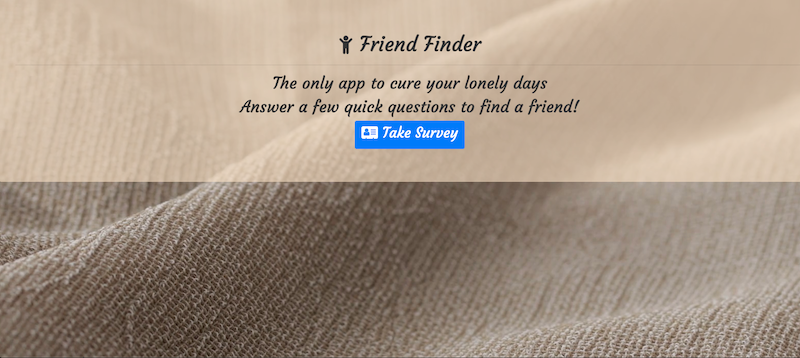 Friend Finder
The only app to cure your lonely days
Answer a few quick questions to find a friend!
Take Survey